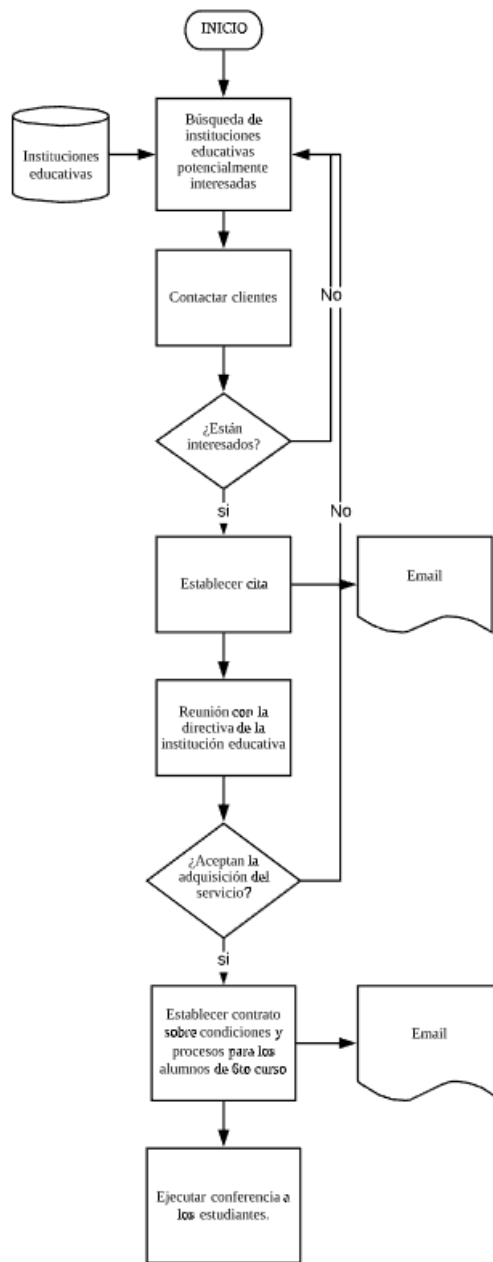 INICIO
Búsqueda de
instituciones
educativas
potencialmente
interesadas
Instituciones
educativas
Contactar clientes
No
¿Están
interesados?
si
No
Establecer cita
Email
Reunión con la
directiva de la
institución educativa
¿Aceptan la
adquisición del
servicio?
si
Establecer contrato
sobre condiciones y
procesos para los
alumnos de 6to curso
Email
Ejecutar conferencia a
los estudiantes.